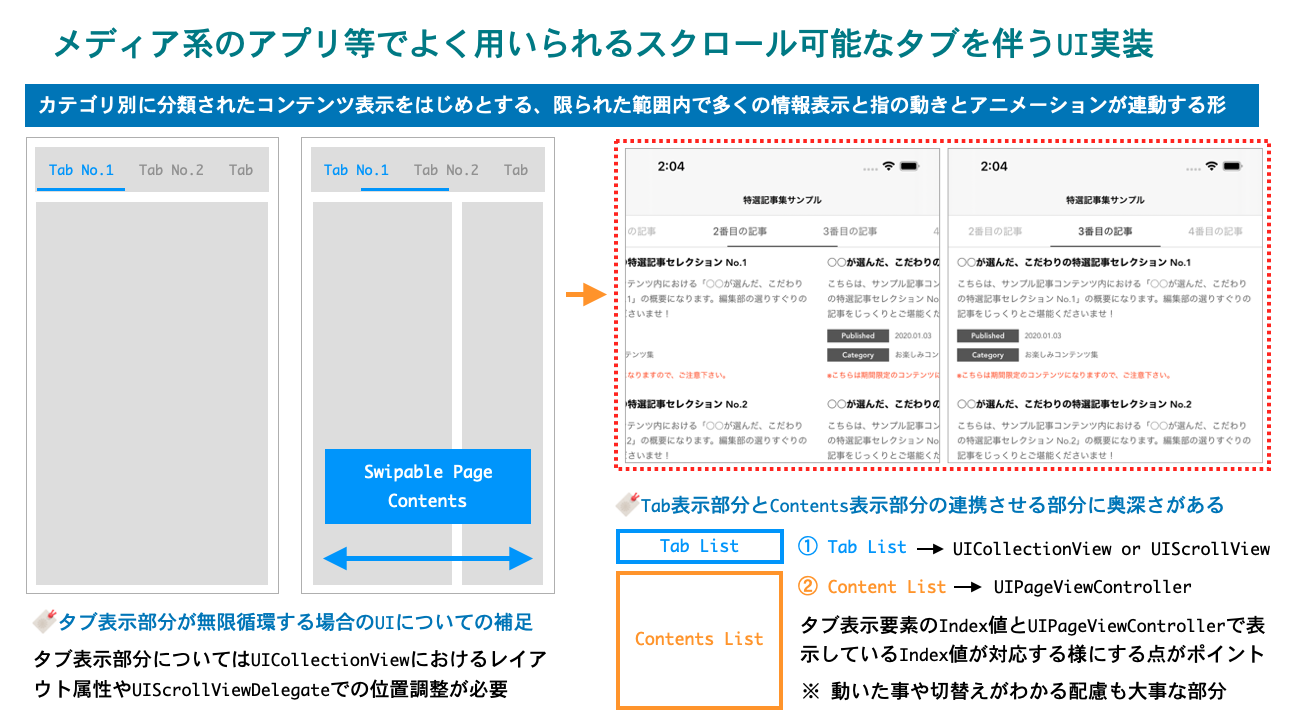 メディア系のアプリ等でよく用いられるスクロール可能なタブを伴うUI実装
カテゴリ別に分類されたコンテンツ表示をはじめとする、限られた範囲内で多くの情報表示と指の動きとアニメーションが連動する形
Tab No.1 Tab No.2 Tab
Tab No.1 Tab No.2 Tab
Swipable Page
Contents
タブ表示部分が無限循環する場合のUIについての補足
タブ表示部分についてはUICollectionViewにおけるレイア
ウト属性やUIScrollViewDelegateでの位置調整が必要
2:04
特選記事集サンプル
の記事 2番目の記事 3番目の記事 4
特選記事セレクション No.1
テンツ内における「〇〇が選んだ、こだわり
1」の概要になります。編集部の選りすぐりの
さいませ!
テンツ集
なりますので、ご注意下さい。
特選記事セレクション No.2
テンツ内における「〇〇が選んだ、こだわり
2」の概要になります。編集部の選りすぐりの
さいませ!
〇〇が選んだ、こだわりの
こちらは、サンプル記事コン
の特選記事セレクション No
記事をじっくりとご堪能くだ
Published 2020.01.03
Category お楽しみコン
※こちらは期間限定のコンテンツに
〇〇が選んだ、こだわりの
こちらは、サンプル記事コン
の特選記事セレクション No
記事をじっくりとご堪能くだ
2:04
特選記事集サンプル
2番目の記事 3番目の記事 4番目の記事
〇〇が選んだ、こだわりの特選記事セレクション No.1
こちらは、サンプル記事コンテンツ内における「〇〇が選んだ、こだわり
の特選記事セレクション No.1」の概要になります。編集部の選りすぐりの
記事をじっくりとご堪能くださいませ!
Published 2020.01.03
Category お楽しみコンテンツ集
※こちらは期間限定のコンテンツになりますので、ご注意下さい。
〇〇が選んだ、こだわりの特選記事セレクション No.2
こちらは、サンプル記事コンテンツ内における「〇〇が選んだ、こだわり
の特選記事セレクション No.2」の概要になります。編集部の選りすぐりの
記事をじっくりとご堪能くださいませ!
Tab表示部分とContents表示部分の連携させる部分に奥深さがある
Tab List
Contents List
① Tab List → UICollectionView or UIScrollView
② Content List → UIPageViewController
タブ表示要素のIndex値とUIPageViewControllerで表
示しているIndex値が対応する様にする点がポイント
※ 動いた事や切替えがわかる配慮も大事な部分